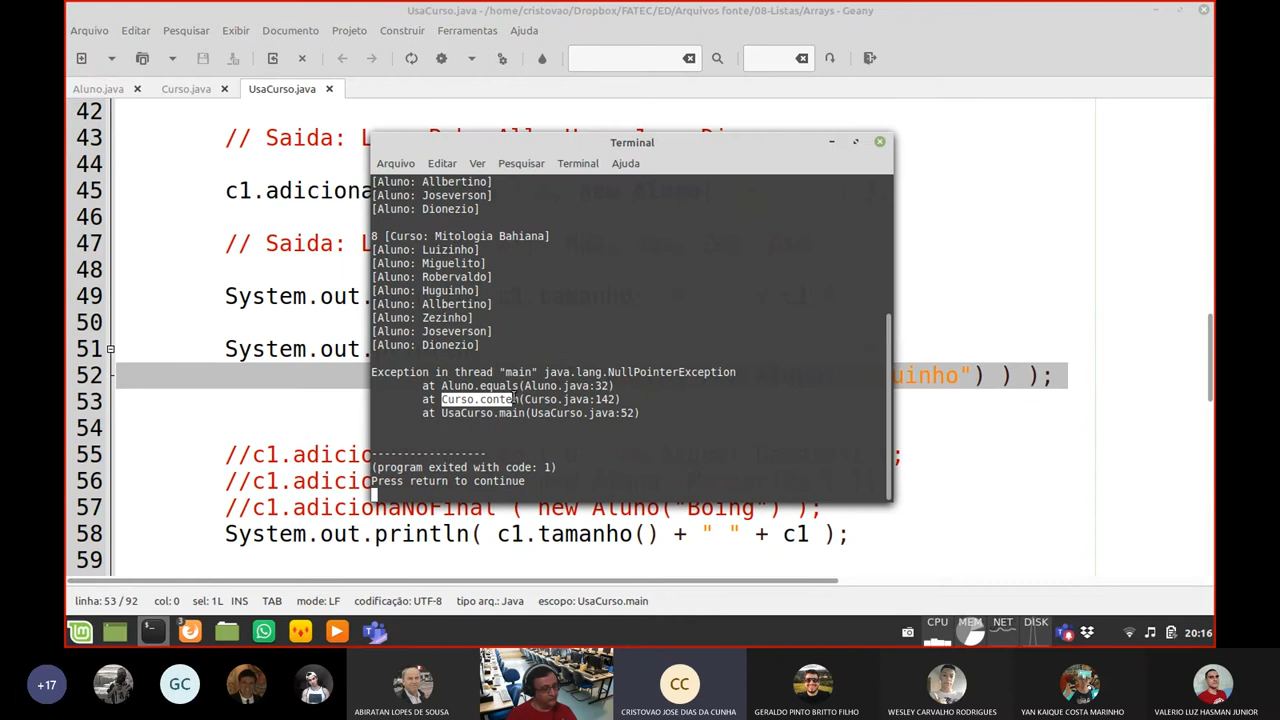 UsaCurso.java - /home/cristovao/Dropbox/FATEC/ED/Arquivos fonte/08-Listas/Arrays - Geany
Arquivo Editar Pesquisar Exibir Documento Projeto Construir Ferramentas Ajuda
Aluno.java Curso.java UsaCurso.java
42
43 // Saida: L
44
45 c1.adiciona
46
47 // Saida: L
48
49 System.out.
50
51 System.out.
52 uinho") ) );
55 //c1.adicion
56 //c1.adicio
57 //c1.adicionaNoFinal ( new Aluno("Boing") );
58 System.out.println( c1.tamanho() + " " + c1 );
59
Terminal
Arquivo Editar Ver Pesquisar Terminal Ajuda
[Aluno: Allbertino]
[Aluno: Joseverson]
[Aluno: Dionezio]
8 [Curso: Mitologia Bahiana]
[Aluno: Luizinho]
[Aluno: Miguelito]
[Aluno: Robervaldo]
[Aluno: Huguinho]
[Aluno: Allbertino]
[Aluno: Zezinho]
[Aluno: Joseverson]
[Aluno: Dionezio]
Exception in thread "main" java.lang.NullPointerException
at Aluno.equals(Aluno.java:32)
at Curso.contem(Curso.java:142)
at UsaCurso.main(UsaCurso.java:52)
------------------
(program exited with code: 1)
Press return to continue
linha: 53 / 92 col: 0 sel: 1L INS TAB mode: LF codificação: UTF-8 tipo arq.: Java escopo: UsaCurso.main
3 CPU MEM NET DISK 20:16
+17 GC CC
ABIRATAN LOPES DE SOUSA CRISTOVAO JOSE DIAS DA CUNHA GERALDO PINTO BRITTO FILHO WESLEY CARVALHO RODRIGUES YAN KAIQUE COSTA MARINHO VALERIO LUZ HASMAN JUNIOR